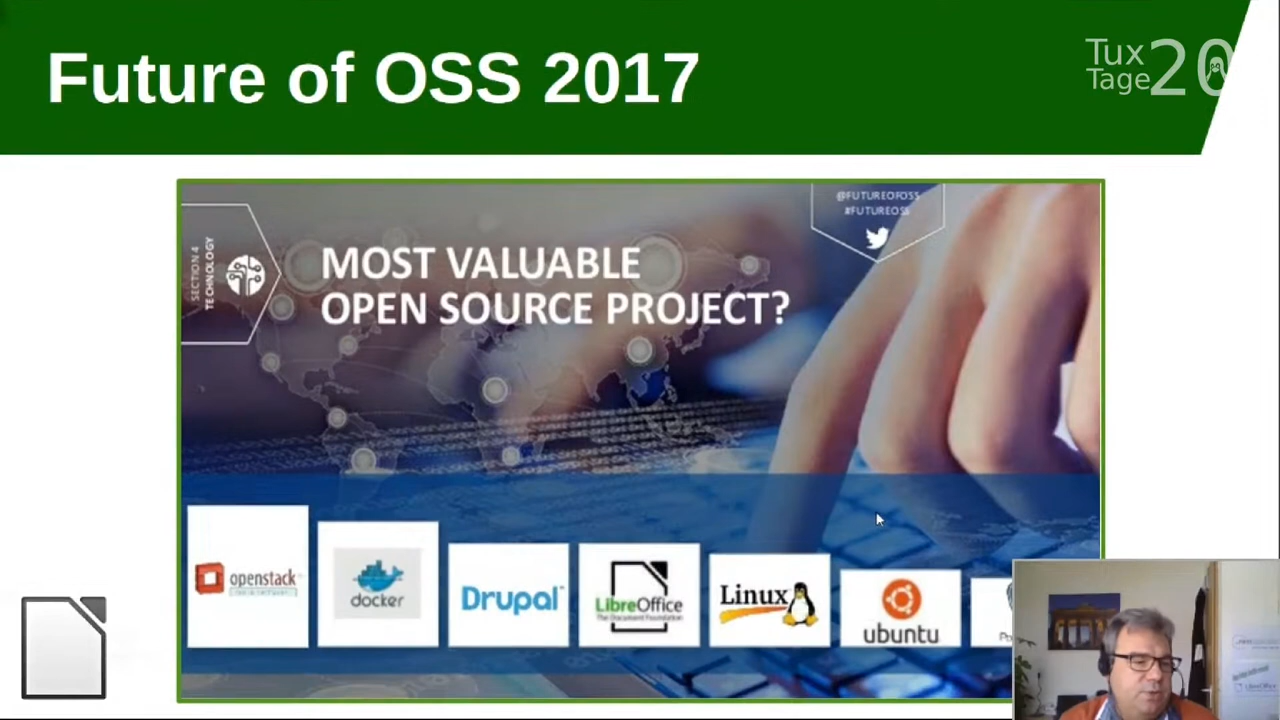 Future of OSS 2017
Tux
Tage 20
@FUTUREOFOSS
#FUTUREOSS
SECTION 4
TECHNOLOGY
MOST VALUABLE
OPEN SOURCE PROJECT?
openstack
docker
Drupal
LibreOffice
The Document Foundation
Linux
ubuntu
LibreOffice